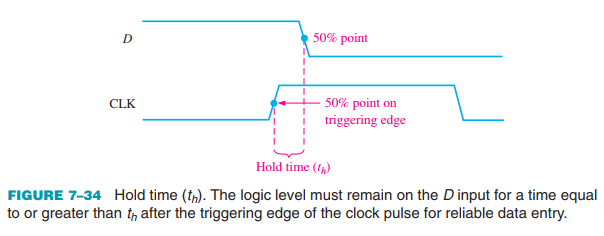 D
50% point
CLK
50% point on
triggering edge
Hold time (th)
FIGURE 7–34 Hold time (th). The logic level must remain on the D input for a time equal
to or greater than th after the triggering edge of the clock pulse for reliable data entry.